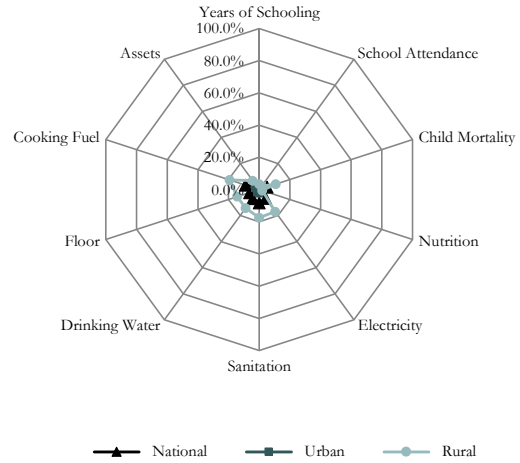 Years of Schooling
100.0%
Assets
School Attendance
80.0%
60.0%
Cooking Fuel
Child Mortality
40.0%
20.0%
0.0%
Floor
Nutrition
Drinking Water
Electricity
Sanitation
National Urban Rural